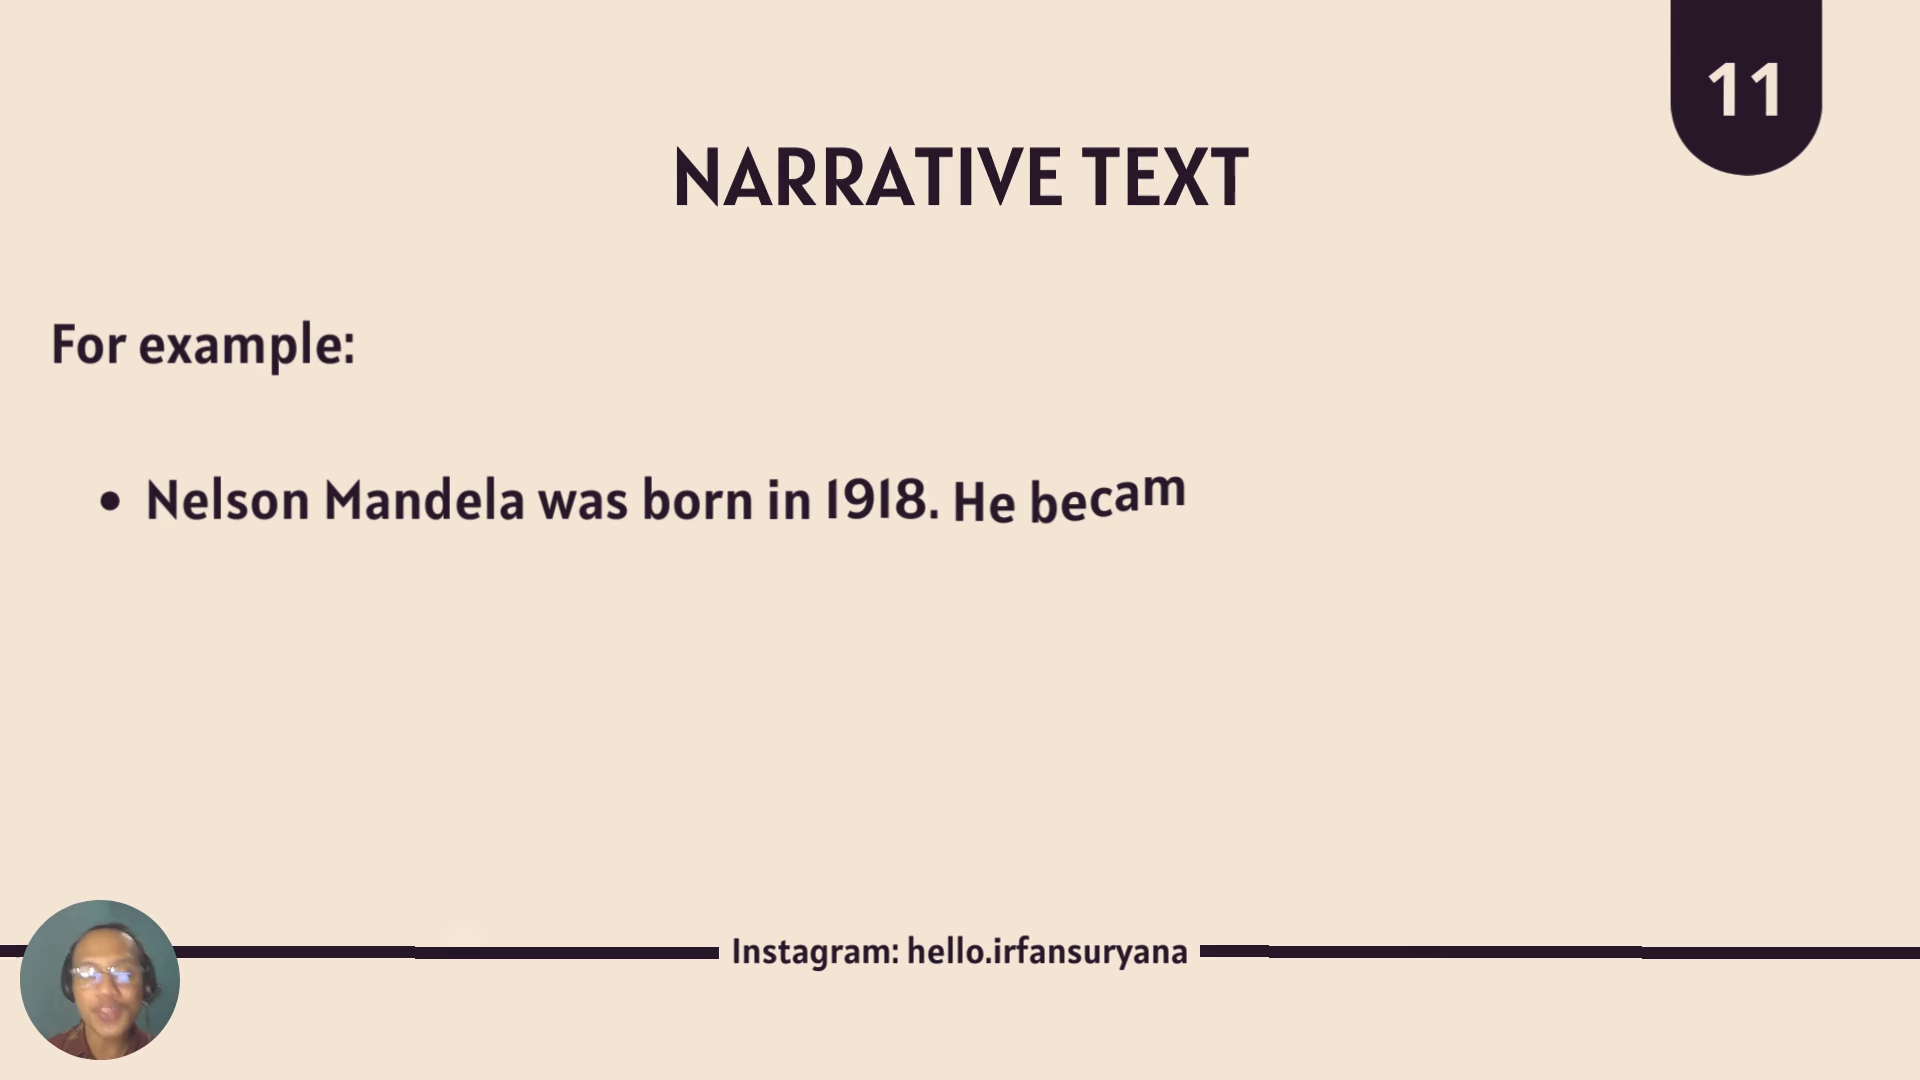 11
NARRATIVE TEXT
For example:
• Nelson Mandela was born in 1918. He becam
Instagram: hello.irfansuryana